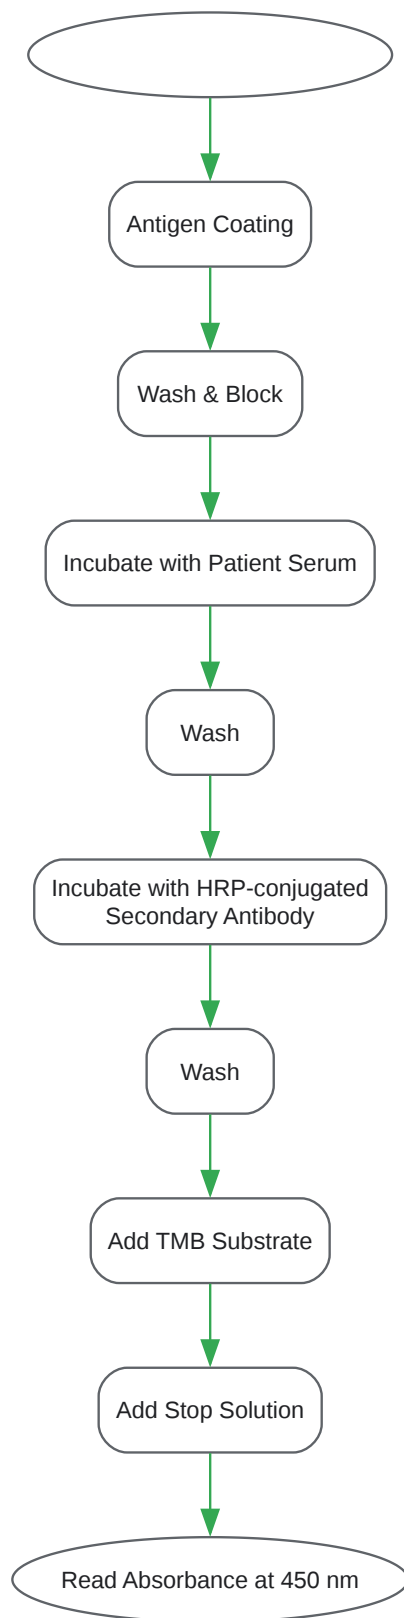 Antigen Coating
Wash & Block
Incubate with Patient Serum
Wash
Incubate with HRP-conjugated
Secondary Antibody
Wash
Add TMB Substrate
Add Stop Solution
Read Absorbance at 450 nm